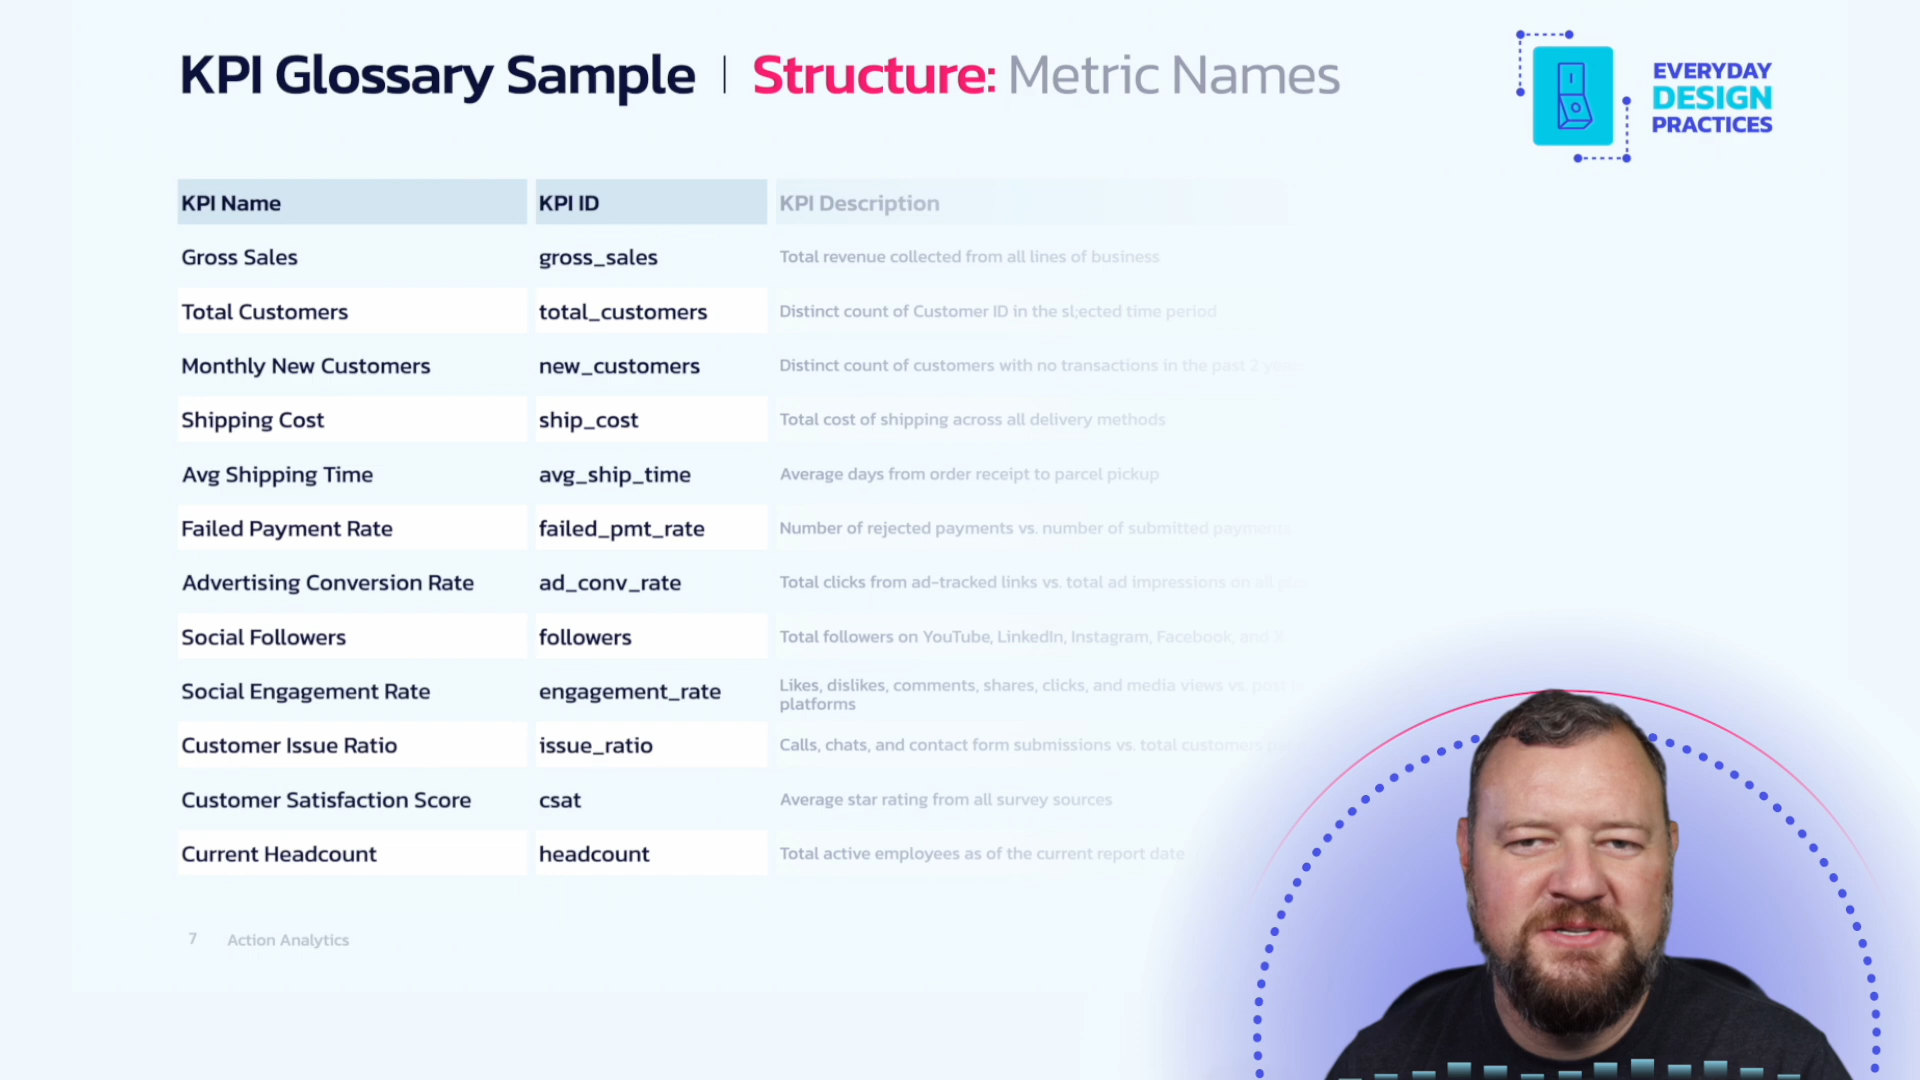 KPI Glossary Sample | Structure: Metric Names
EVERYDAY
DESIGN
PRACTICES
KPI Name KPI ID KPI Description
Gross Sales gross_sales Total revenue collected from all lines of business
Total Customers total_customers Distinct count of Customer ID in the sl;ected time period
Monthly New Customers new_customers Distinct count of customers with no transactions in the past 2 years
Shipping Cost ship_cost Total cost of shipping across all delivery methods
Avg Shipping Time avg_ship_time Average days from order receipt to parcel pickup
Failed Payment Rate failed_pmt_rate Number of rejected payments vs. number of submitted payments
Advertising Conversion Rate ad_conv_rate Total clicks from ad-tracked links vs. total ad impressions on all
Social Followers followers Total followers on YouTube, LinkedIn, Instagram, Facebook, and
Social Engagement Rate engagement_rate Likes, dislikes, comments, shares, clicks, and media views vs. post
platforms
Customer Issue Ratio issue_ratio Calls, chats, and contact form submissions vs. total customers
Customer Satisfaction Score csat Average star rating from all survey sources
Current Headcount headcount Total active employees as of the current report date
7 Action Analytics